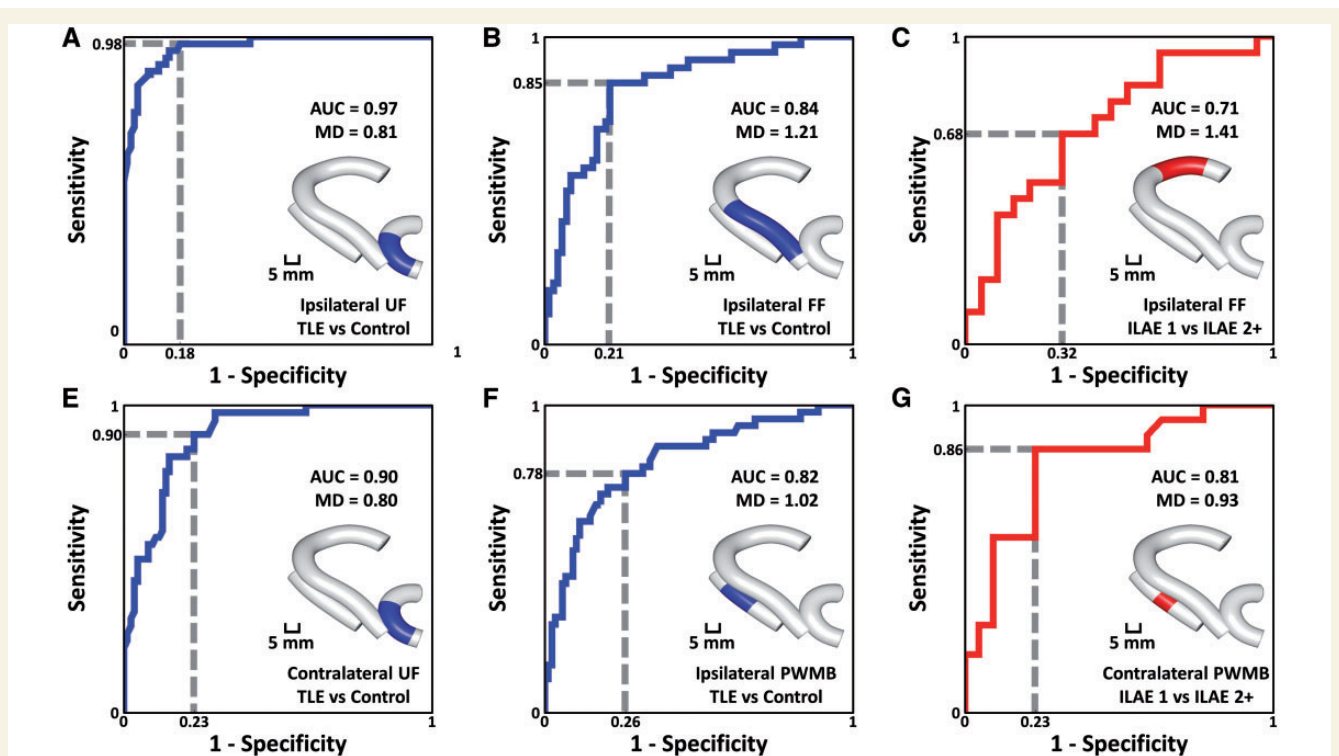 A
0.98
Sensitivity
0
AUC = 0.97
MD = 0.81
5 mm
Ipsilateral UF
TLE vs Control
0
0.18
1
1 - Specificity
B
1
0.85
Sensitivity
0
AUC = 0.84
MD = 1.21
5 mm
Ipsilateral FF
TLE vs Control
0
0.21
1
1 - Specificity
C
1
0.68
Sensitivity
0
AUC = 0.71
MD = 1.41
5 mm
Ipsilateral FF
ILAE 1 vs ILAE 2+
0
0.32
1
1 - Specificity
E
1
0.90
Sensitivity
0
AUC = 0.90
MD = 0.80
5 mm
Contralateral UF
TLE vs Control
0
0.23
1
1 - Specificity
F
1
0.78
Sensitivity
0
AUC = 0.82
MD = 1.02
5 mm
Ipsilateral PWMB
TLE vs Control
0
0.26
1
1 - Specificity
G
1
0.86
Sensitivity
0
AUC = 0.81
MD = 0.93
5 mm
Contralateral PWMB
ILAE 1 vs ILAE 2+
0
0.23
1
1 - Specificity